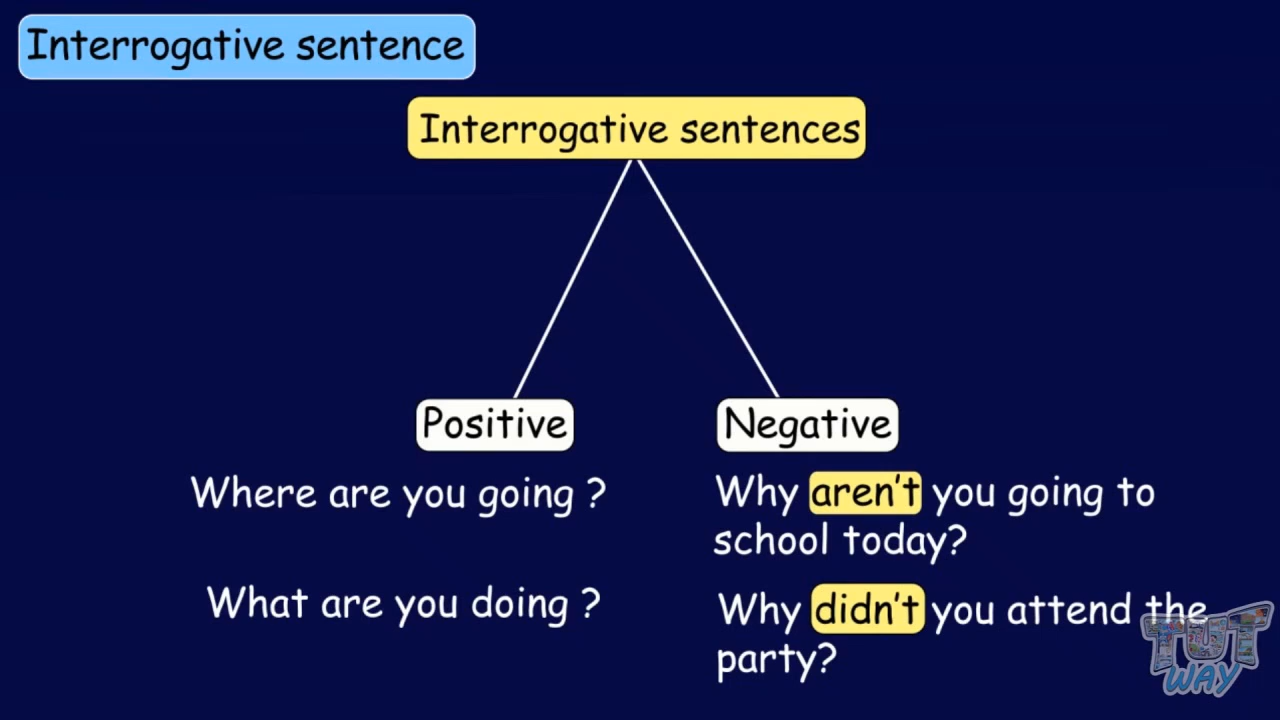 Interrogative sentence
Interrogative sentences
Positive
Negative
Where are you going ?
Why aren't you going to
school today?
What are you doing ?
Why didn't you attend the
party?
TUT
WAY